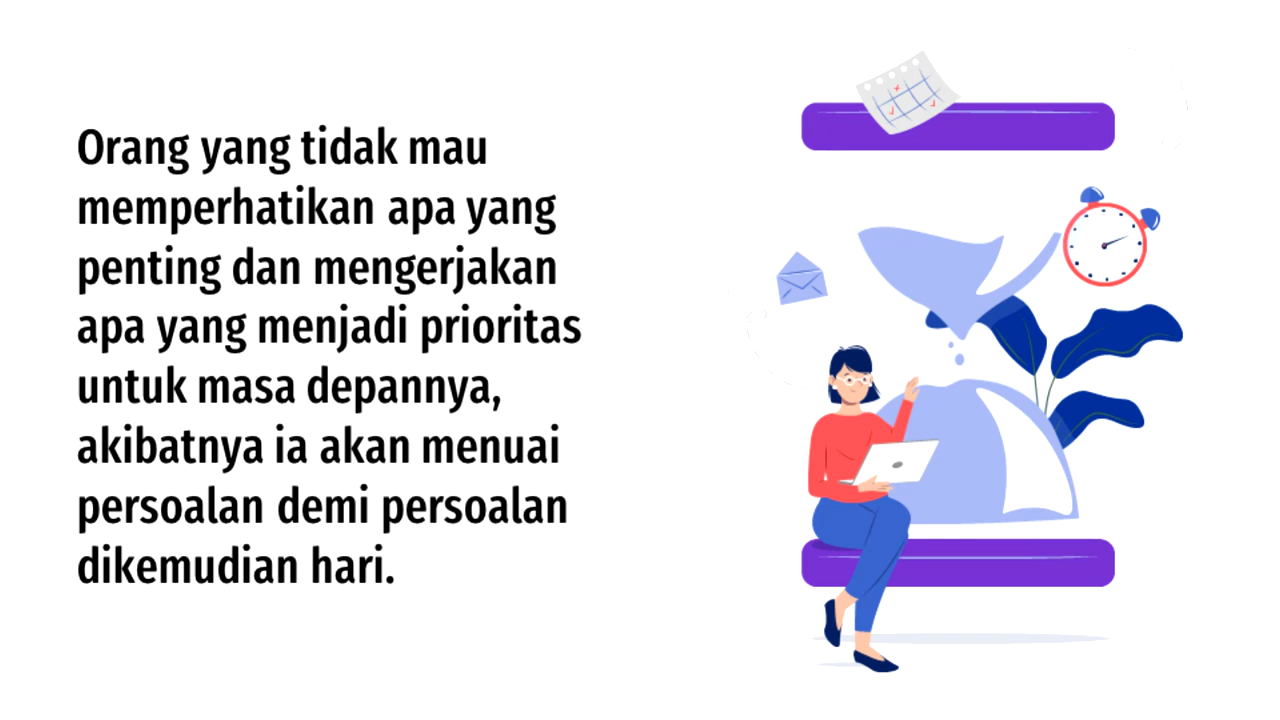 Orang yang tidak mau
memperhatikan apa yang
penting dan mengerjakan
apa yang menjadi prioritas
untuk masa depannya,
akibatnya ia akan menuai
persoalan demi persoalan
dikemudian hari.